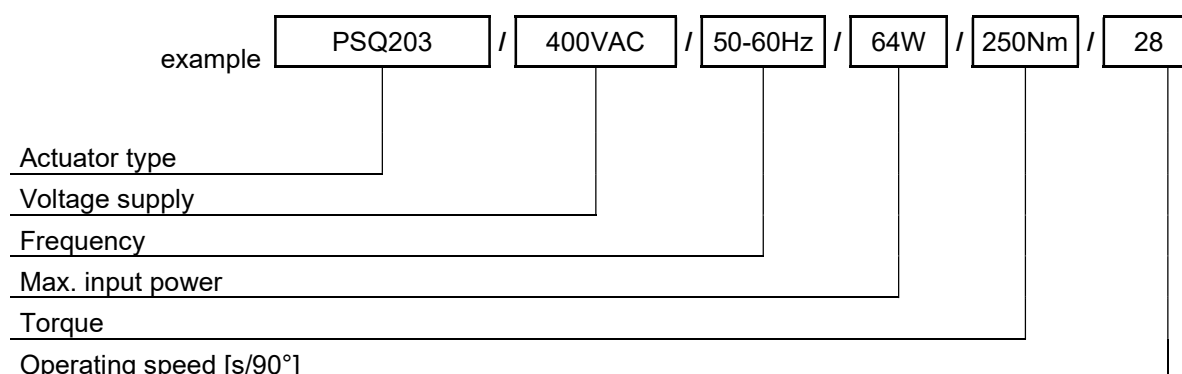 example PSQ203 / 400VAC / 50-60Hz / 64W / 250Nm / 28
Actuator type
Voltage supply
Frequency
Max. input power
Torque
Operating speed [s/90°]